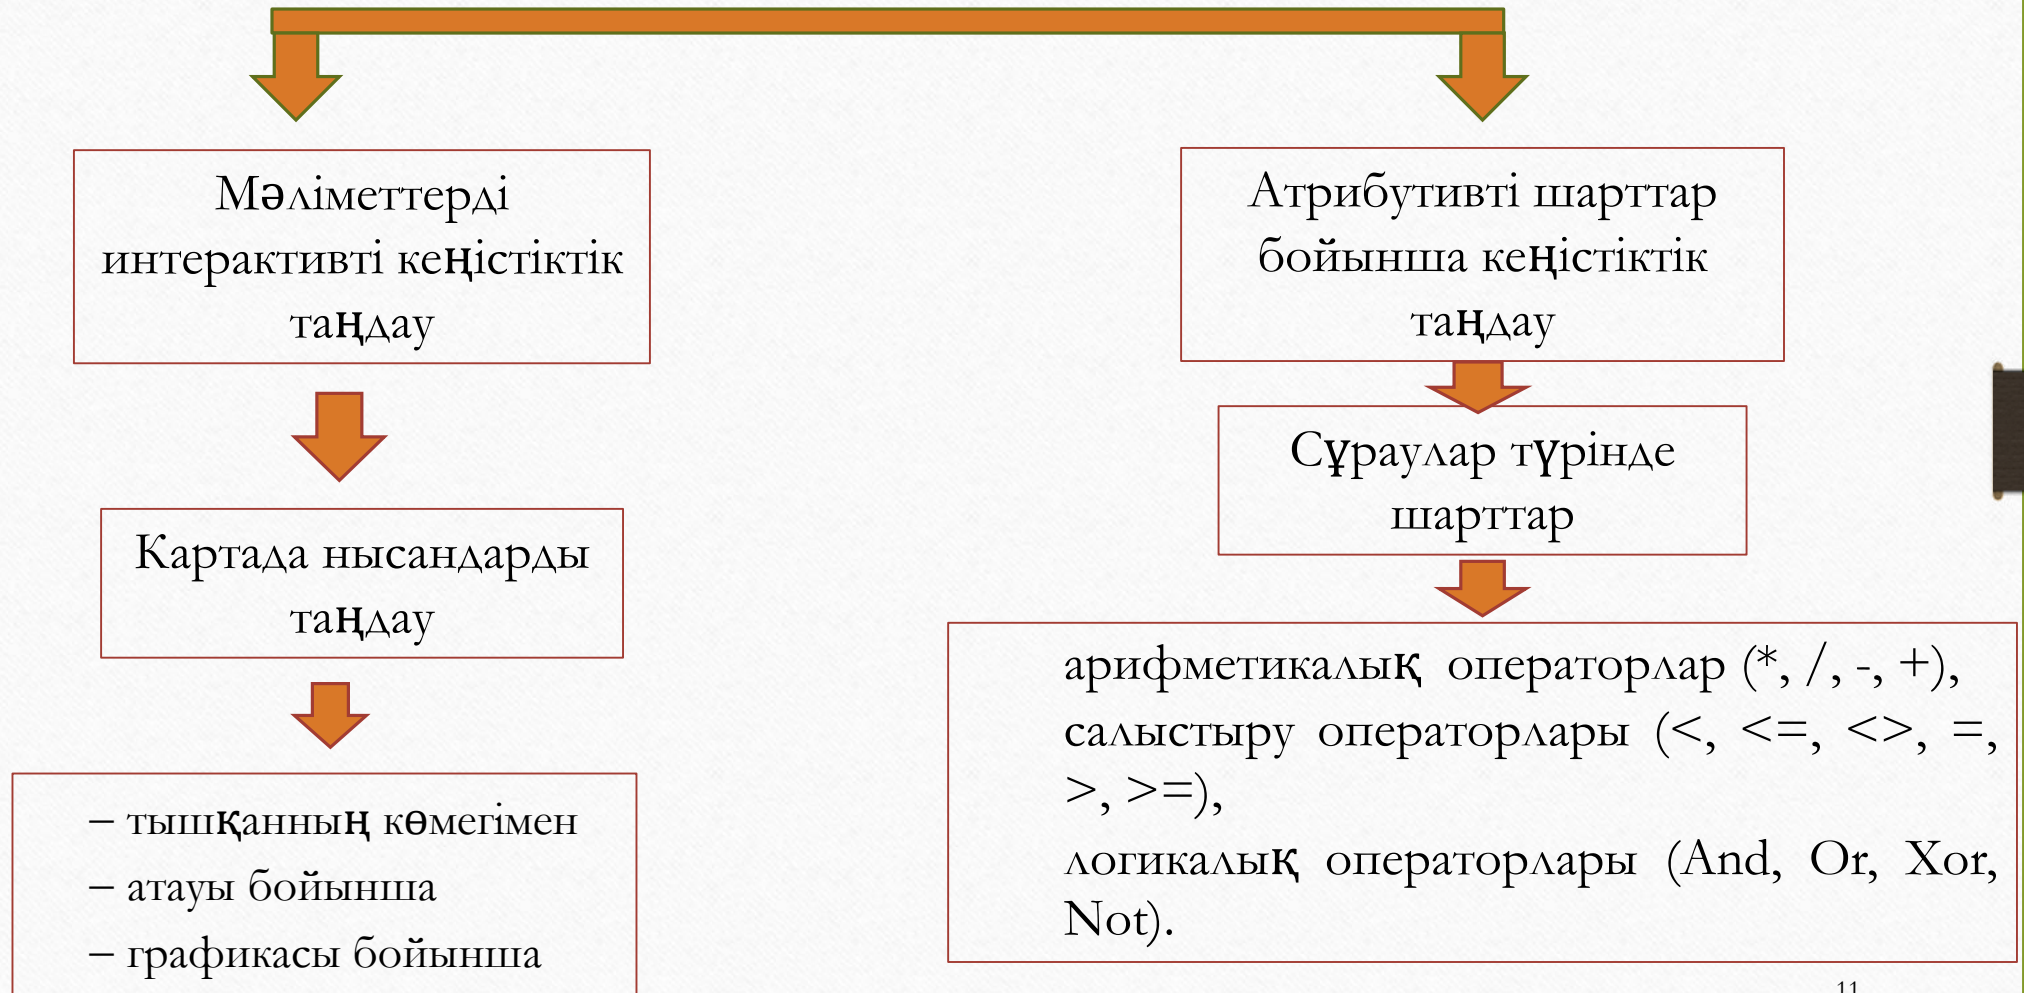 Мәліметтерді
интерактивті кеңістіктік
таңдау
Картада нысандарды
таңдау
– тышқанның көмегімен
– атауы бойынша
– графикасы бойынша
Атрибутивті шарттар
бойынша кеңістіктік
таңдау
Сұраулар түрінде
шарттар
арифметикалық операторлар (*, /, -, +),
салыстыру операторлары (<, <=, <>, =,
>, >=),
логикалық операторлары (And, Or, Xor,
Not).
11